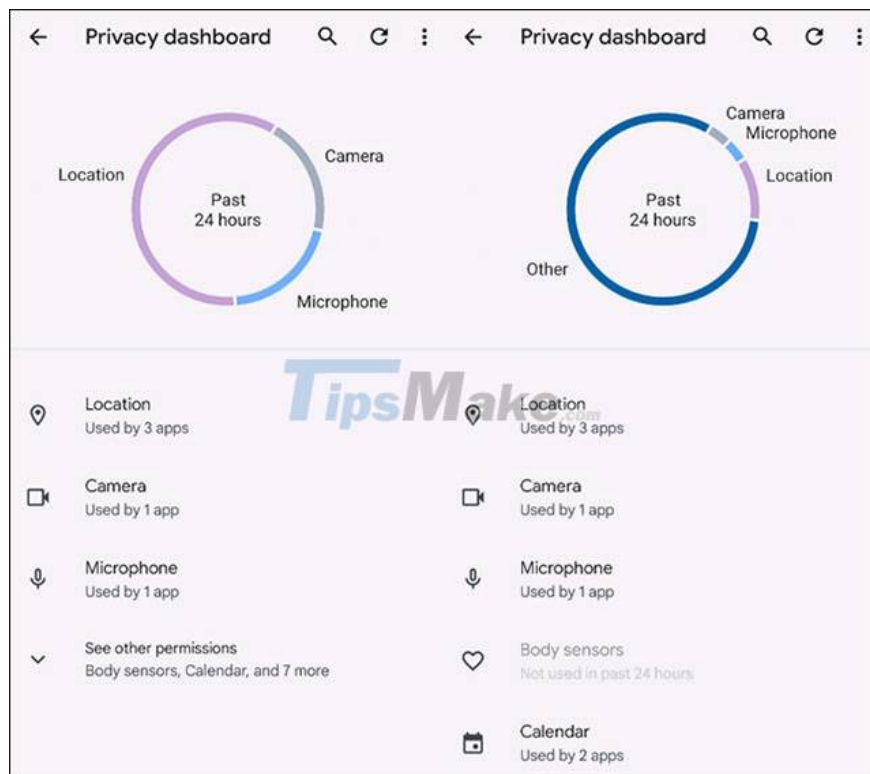 Privacy dashboard
Location
Camera
Past
24 hours
Microphone
Location
Used by 3 apps
Camera
Used by 1 app
Microphone
Used by 1 app
See other permissions
Body sensors, Calendar, and 7 more
Privacy dashboard
Camera
Microphone
Location
Past
24 hours
Other
Location
Used by 3 apps
Camera
Used by 1 app
Microphone
Used by 1 app
Body sensors
Not used in past 24 hours
Calendar
Used by 2 apps
TipsMake.com